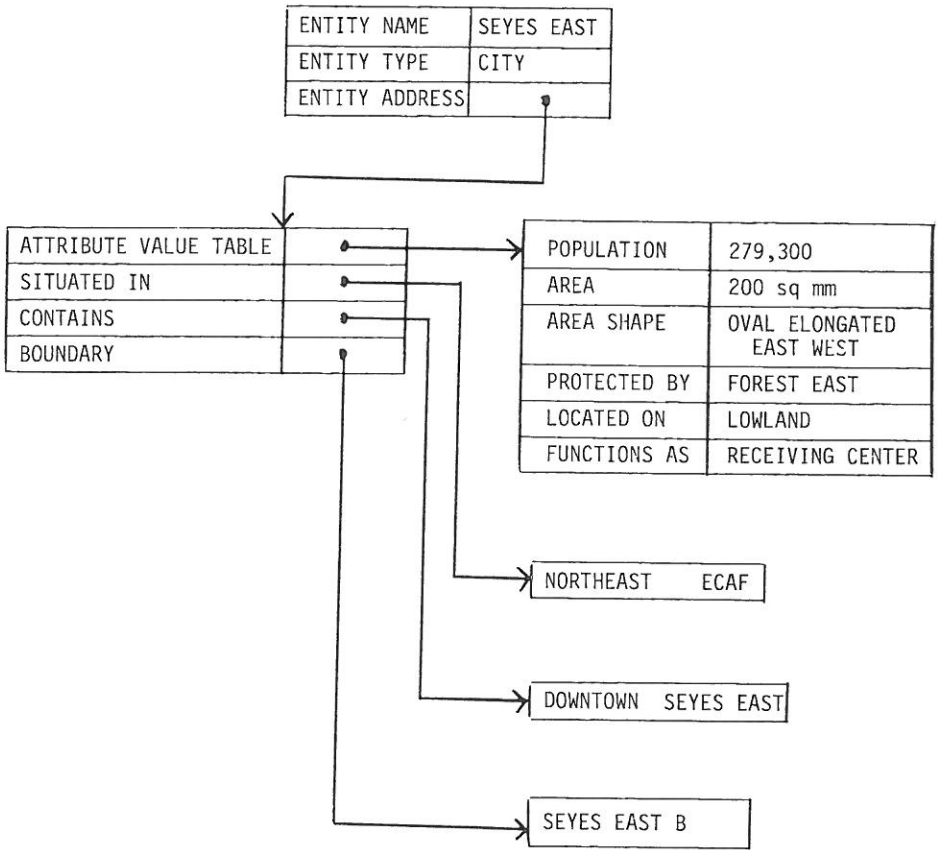 ENTITY NAME SEYES EAST
ENTITY TYPE CITY
ENTITY ADDRESS
ATTRIBUTE VALUE TABLE
SITUATED IN
CONTAINS
BOUNDARY
POPULATION 279,300
AREA 200 sq mm
AREA SHAPE OVAL ELONGATED
EAST WEST
PROTECTED BY FOREST EAST
LOCATED ON LOWLAND
FUNCTIONS AS RECEIVING CENTER
NORTHEAST ECAF
DOWNTOWN SEYES EAST
SEYES EAST B